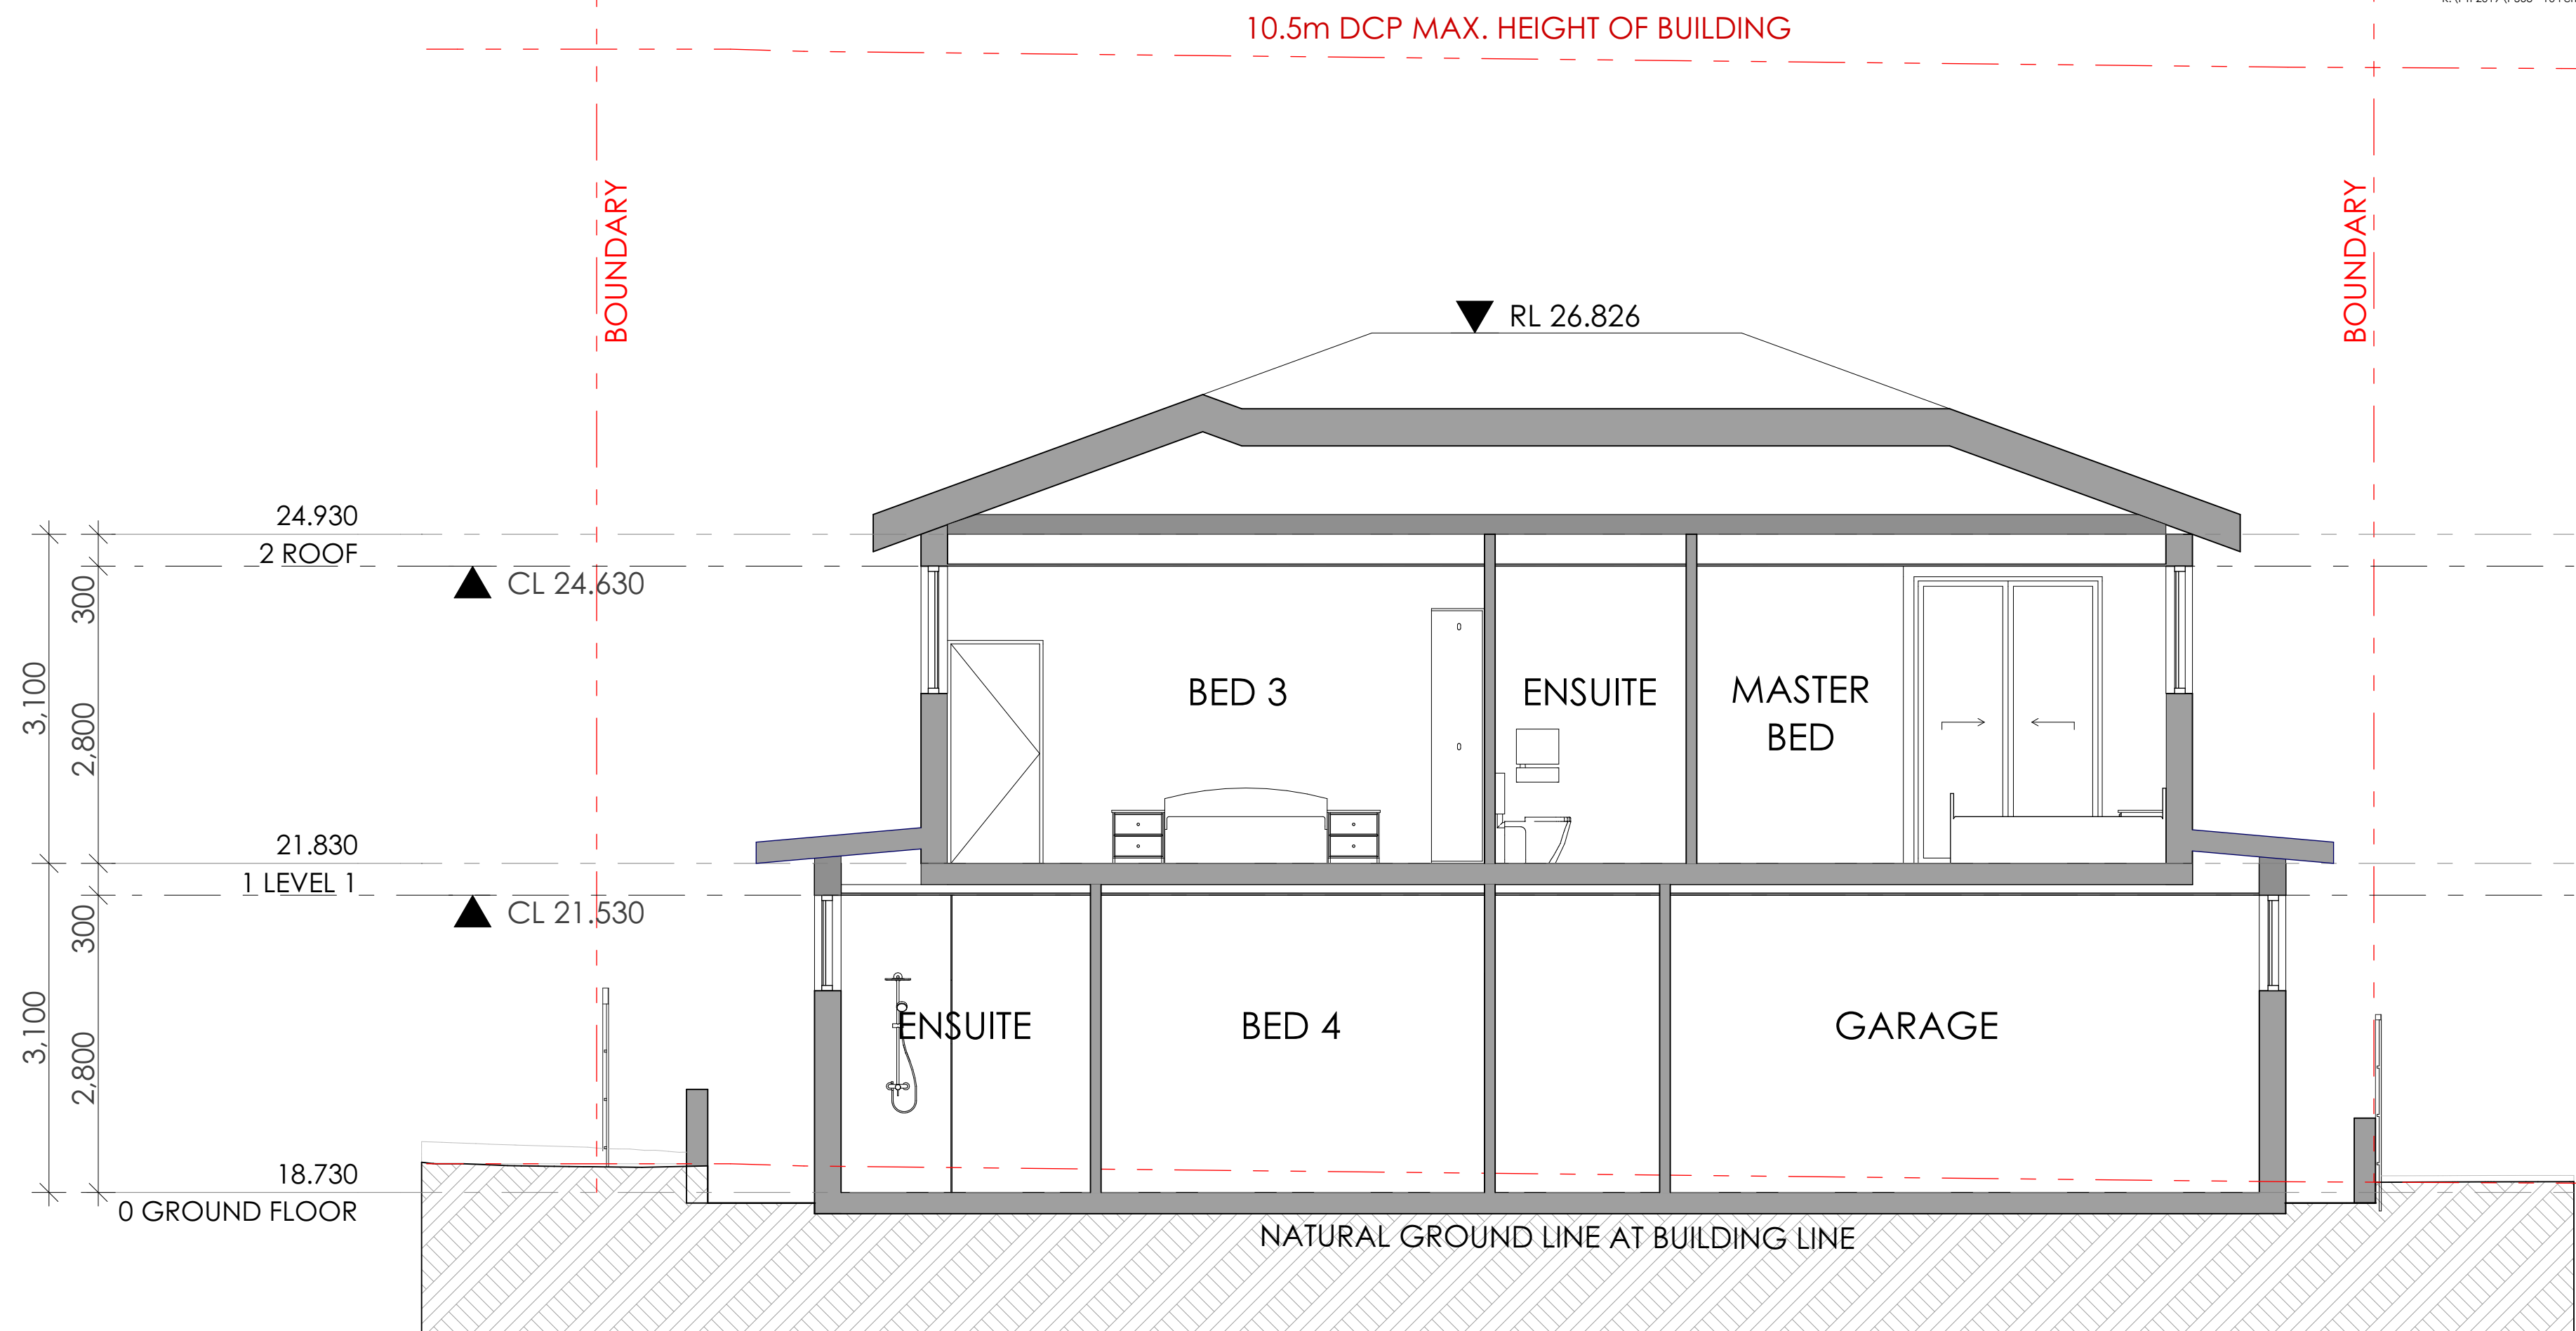 10.5m DCP MAX. HEIGHT OF BUILDING
BOUNDARY
BOUNDARY
RL 26.826
24.930
2 ROOF
CL 24.630
300
3,100
2,800
BED 3
ENSUITE
MASTER
BED
21.830
1 LEVEL 1
CL 21.530
300
3,100
2,800
ENSUITE
BED 4
GARAGE
18.730
0 GROUND FLOOR
NATURAL GROUND LINE AT BUILDING LINE